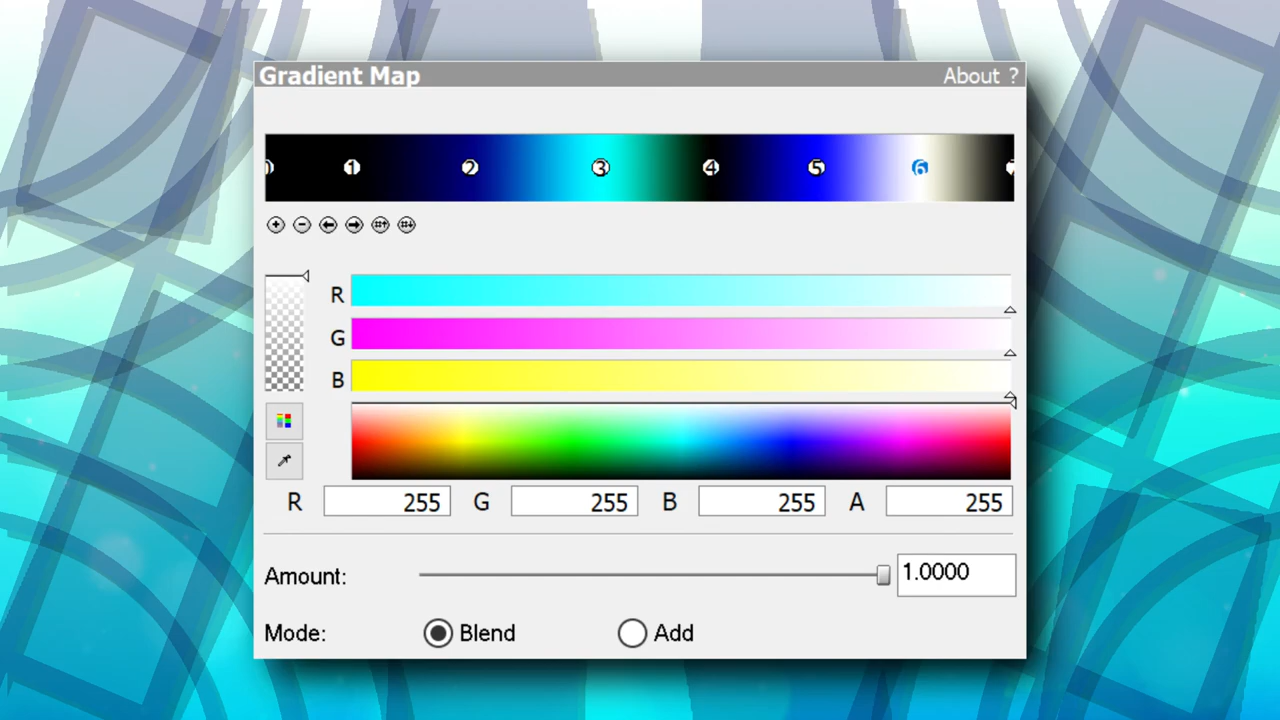 Gradient Map About ?
1 2 3 4 5 6
R
G
B
R 255 G 255 B 255 A 255
Amount: 1.0000
Mode: Blend Add